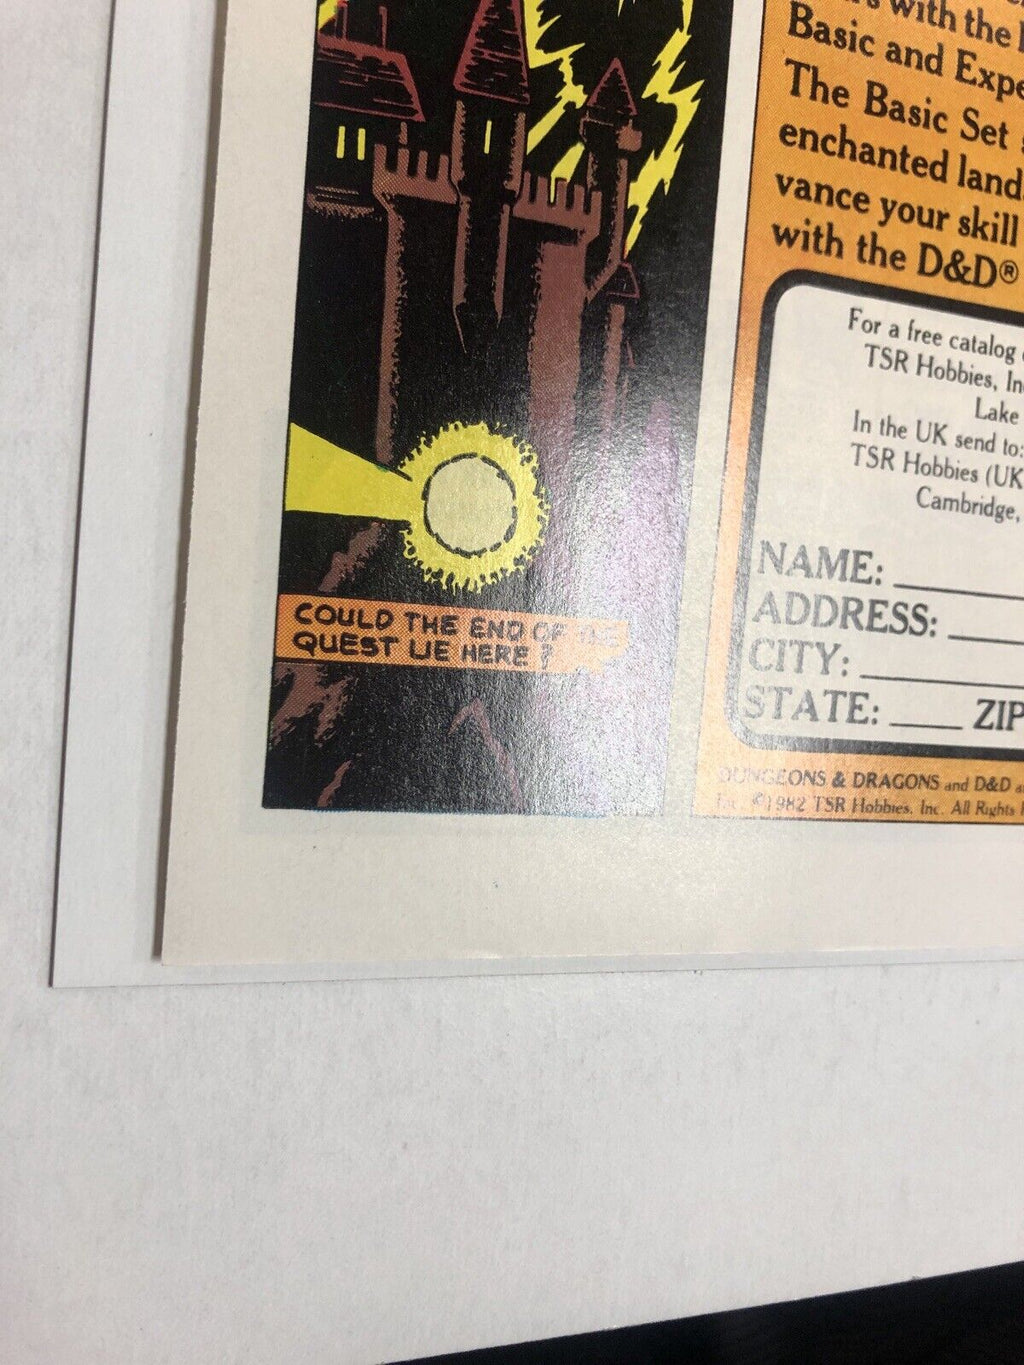 COULD THE END OF THE
QUEST LIE HERE?
with the
Basic and Expe
The Basic Set
enchanted land
vance your skill
with the D&D®
For a free catalog
TSR Hobbies, In
Lake
In the UK send to:
TSR Hobbies (UK
Cambridge,
NAME:
ADDRESS:
CITY:
STATE: ZIP
DUNGEONS & DRAGONS and D&D a
Inc. ©1982 TSR Hobbies, Inc. All Rights